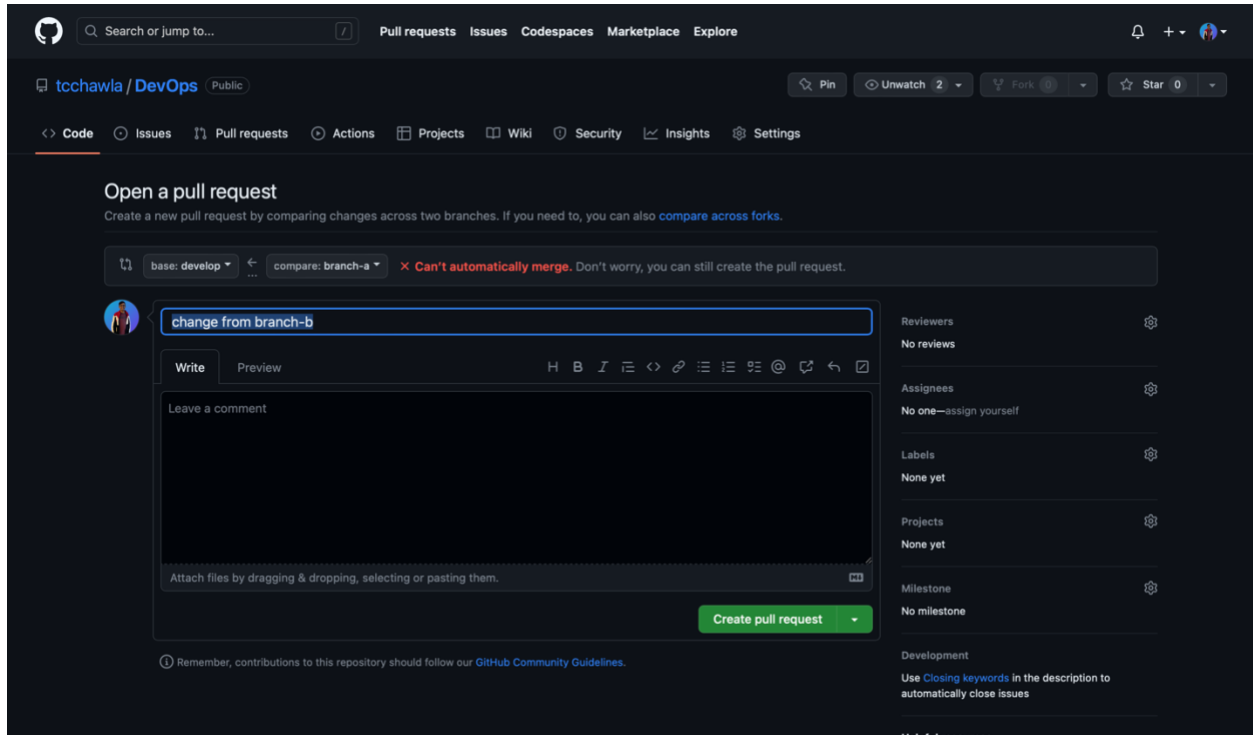 Search or jump to... /
Pull requests Issues Codespaces Marketplace Explore
tcchawla / DevOps Public
Pin
Unwatch 2
Fork 0
Star 0
Code Issues Pull requests Actions Projects Wiki Security Insights Settings
Open a pull request
Create a new pull request by comparing changes across two branches. If you need to, you can also compare across forks.
base: develop ... compare: branch-a Can't automatically merge. Don't worry, you can still create the pull request.
change from branch-b
Write Preview
Leave a comment
Attach files by dragging & dropping, selecting or pasting them.
Create pull request
Remember, contributions to this repository should follow our GitHub Community Guidelines.
Reviewers
No reviews
Assignees
No one—assign yourself
Labels
None yet
Projects
None yet
Milestone
No milestone
Development
Use Closing keywords in the description to
automatically close issues